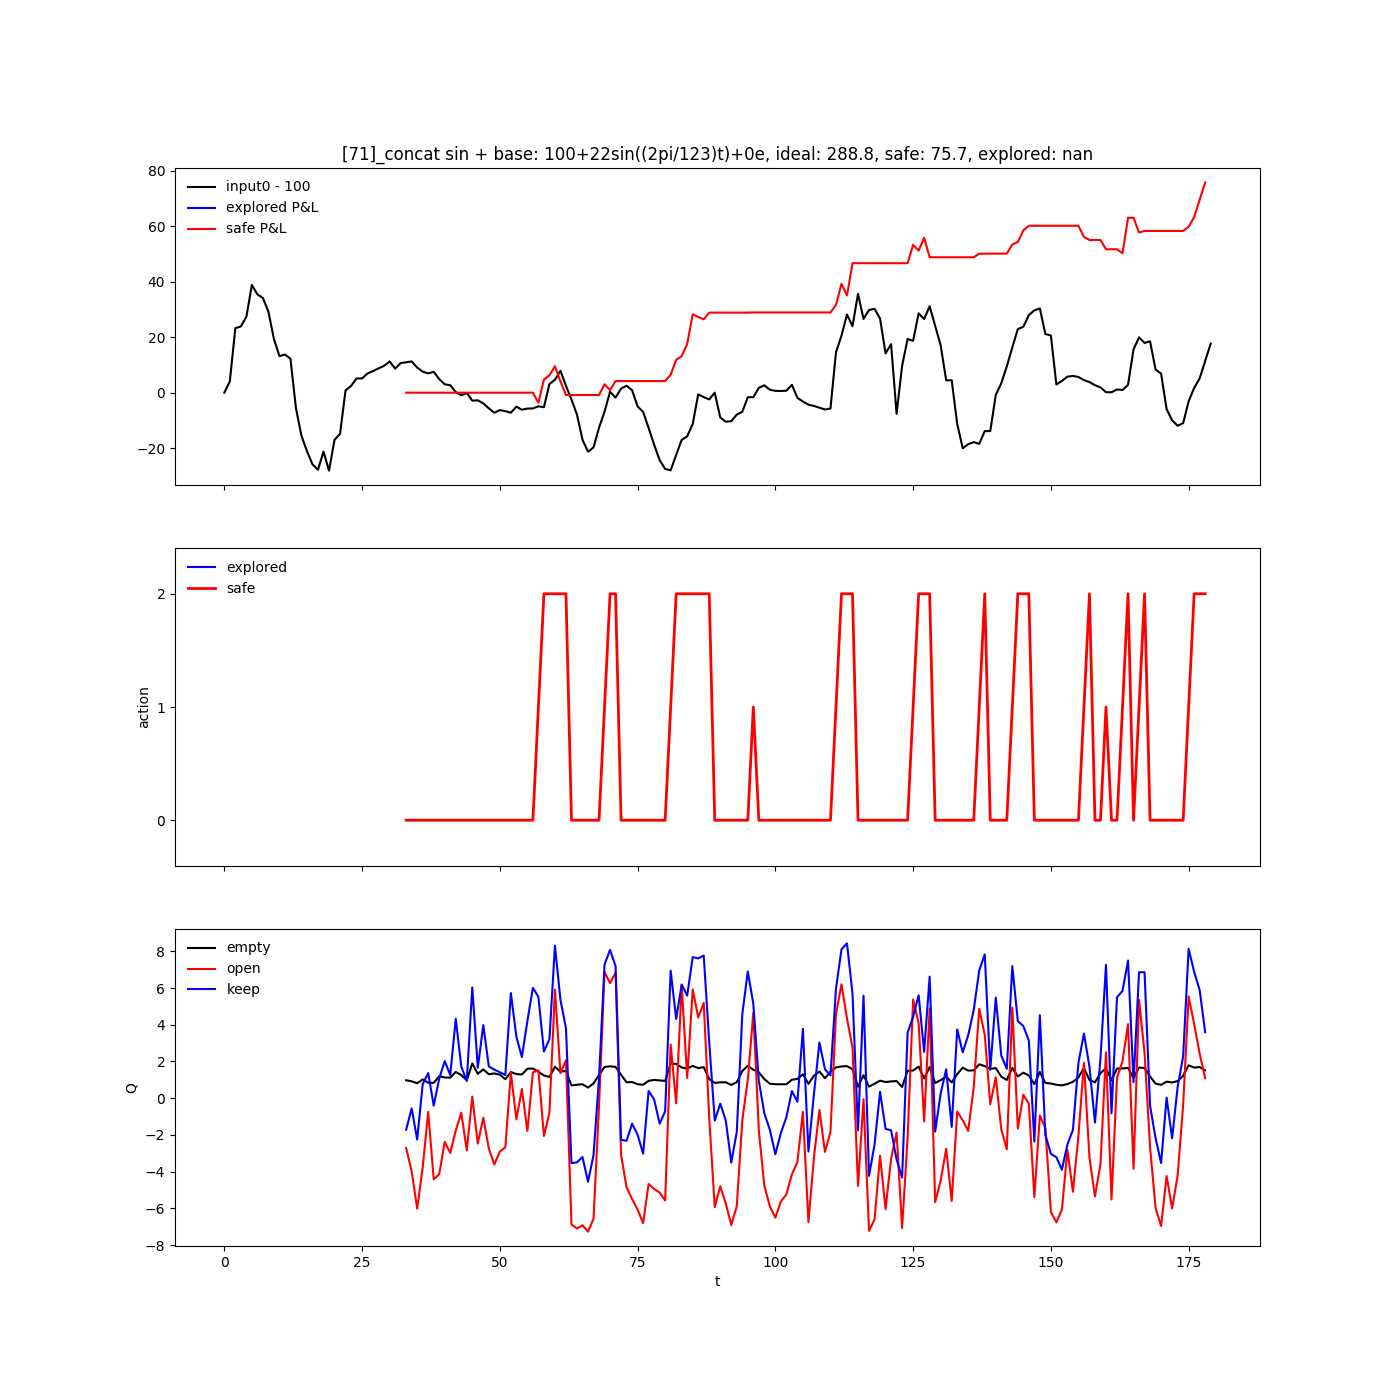 [71]_concat sin + base: 100+22sin((2pi/123)t)+0e, ideal: 288.8, safe: 75.7, explored: nan
80
60
40
20
0
−20
input0 - 100
explored P&L
safe P&L
action
2
1
0
explored
safe
Q
8
6
4
2
0
−2
−4
−6
−8
empty
open
keep
0 25 50 75 100 125 150 175
t